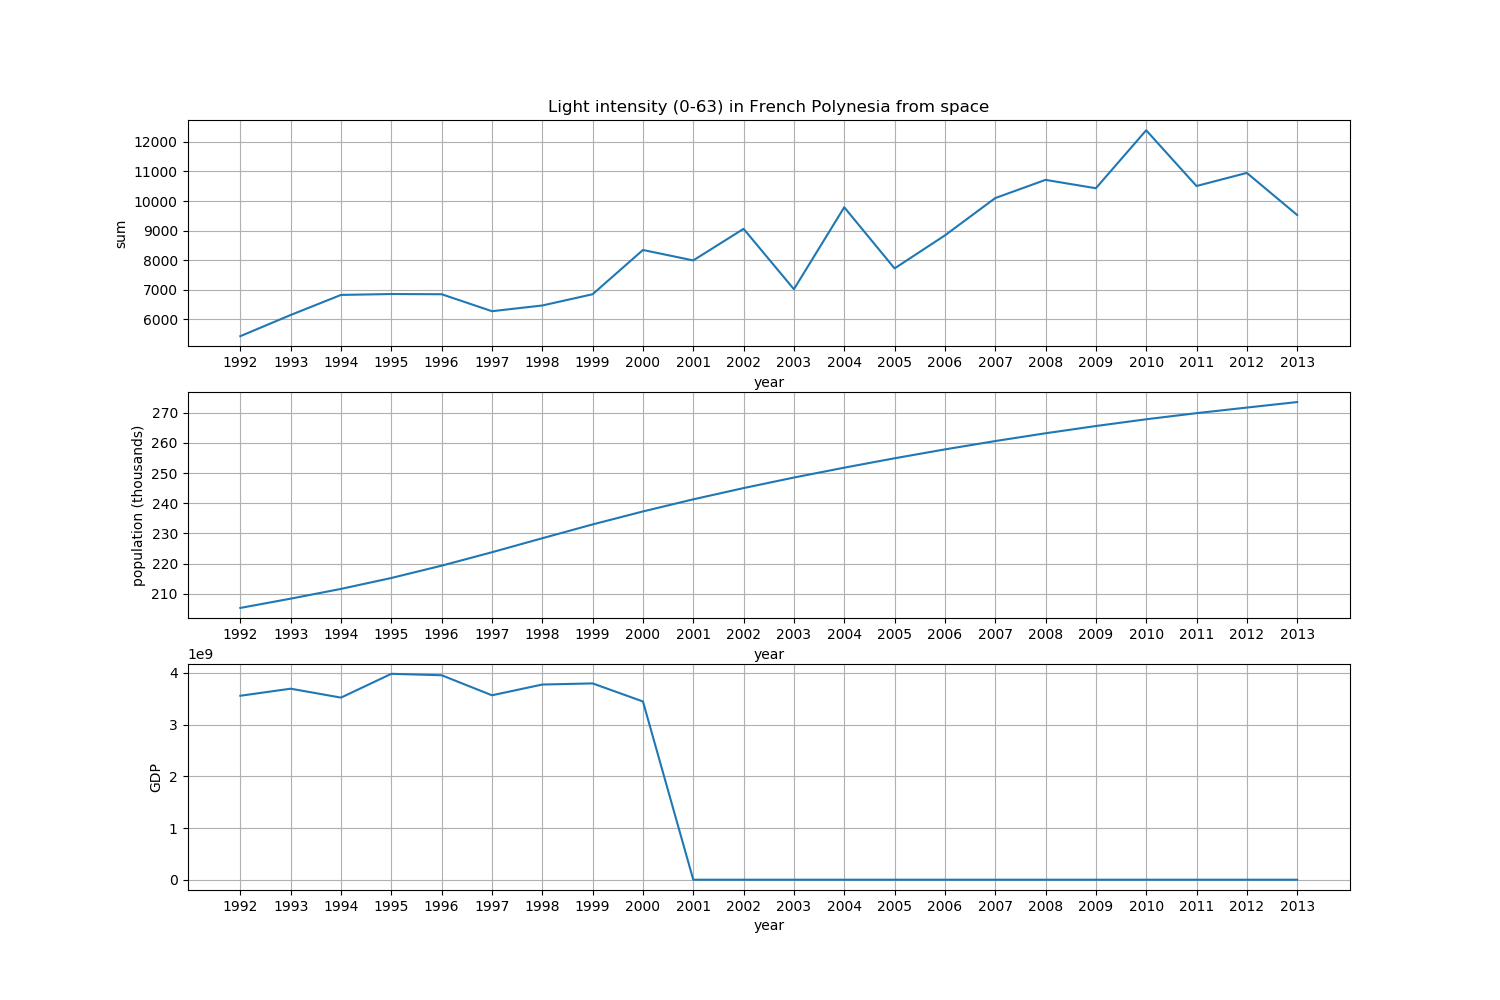 Light intensity (0-63) in French Polynesia from space
12000
11000
10000
9000
8000
7000
6000
sum
1992 1993 1994 1995 1996 1997 1998 1999 2000 2001 2002 2003 2004 2005 2006 2007 2008 2009 2010 2011 2012 2013
year
270
260
250
240
230
220
210
population (thousands)
1992 1993 1994 1995 1996 1997 1998 1999 2000 2001 2002 2003 2004 2005 2006 2007 2008 2009 2010 2011 2012 2013
year
1e9
4
3
2
1
0
GDP
1992 1993 1994 1995 1996 1997 1998 1999 2000 2001 2002 2003 2004 2005 2006 2007 2008 2009 2010 2011 2012 2013
year